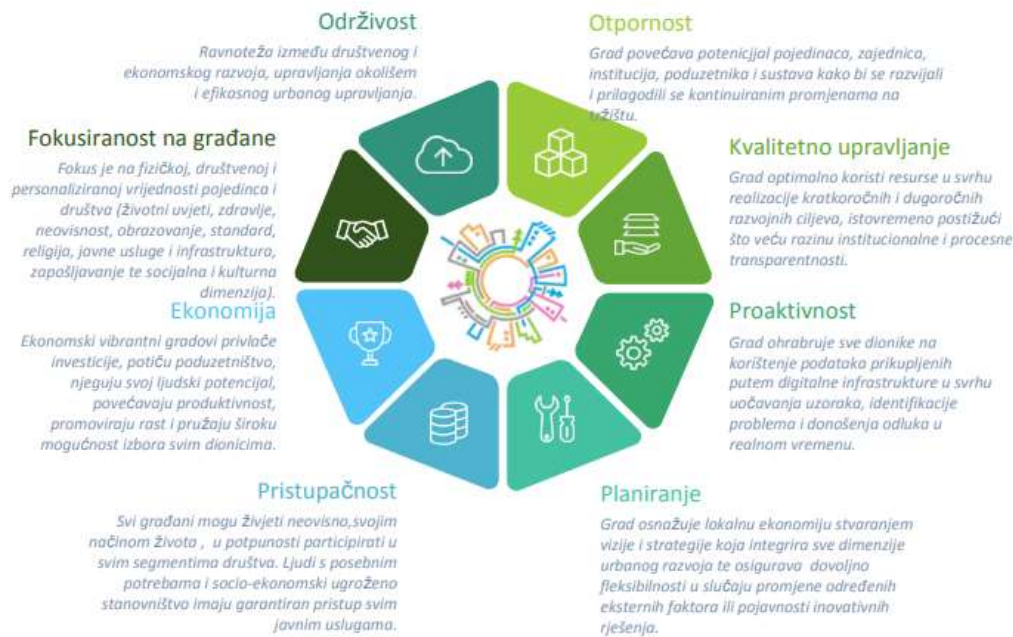 Održivost
Ravnoteža između društvenog i
ekonomskog razvoja, upravljanja okolišem
i efikasnog urbanog upravljanja.
Otpornost
Grad povećava potenicjjal pojedinaca, zajednica,
institucija, poduzetnika i sustava kako bi se razvijali
i prilagodili se kontinuiranim promjenama na
tržištu.
Fokusiranost na građane
Fokus je na fizičkoj, društvenoj i
personaliziranoj vrijednosti pojedinca i
društva (životni uvjeti, zdravlje,
neovisnost, obrazovanje, standard,
religija, javne usluge i infrastruktura,
zapošljavanje te socijalna i kulturna
dimenzija).
Kvalitetno upravljanje
Grad optimalno koristi resurse u svrhu
realizacije kratkoročnih i dugoročnih
razvojnih ciljeva, istovremeno postižući
što veću razinu institucionalne i procesne
transparentnosti.
Ekonomija
Ekonomski vibrantni gradovi privlače
investicije, potiču poduzetništvo,
njeguju svoj ljudski potencijal,
povećavaju produktivnost,
promoviraju rast i pružaju široku
mogućnost izbora svim dionicima.
Proaktivnost
Grad ohrabruje sve dionike na
korištenje podataka prikupljenih
putem digitalne infrastrukture u svrhu
uočavanja uzoraka, identifikacije
problema i donošenja odluka u
realnom vremenu.
Pristupačnost
Svi građani mogu živjeti neovisno,svojim
načinom života , u potpunosti participirati u
svim segmentima društva. Ljudi s posebnim
potrebama i socio-ekonomski ugroženo
stanovništvo imaju garantiran pristup svim
javnim uslugama.
Planiranje
Grad osnažuje lokalnu ekonomiju stvaranjem
vizije i strategije koja integrira sve dimenzije
urbanog razvoja te osigurava dovoljno
fleksibilnosti u slučaju promjene određenih
eksternih faktora ili pojavnosti inovativnih
rješenja.